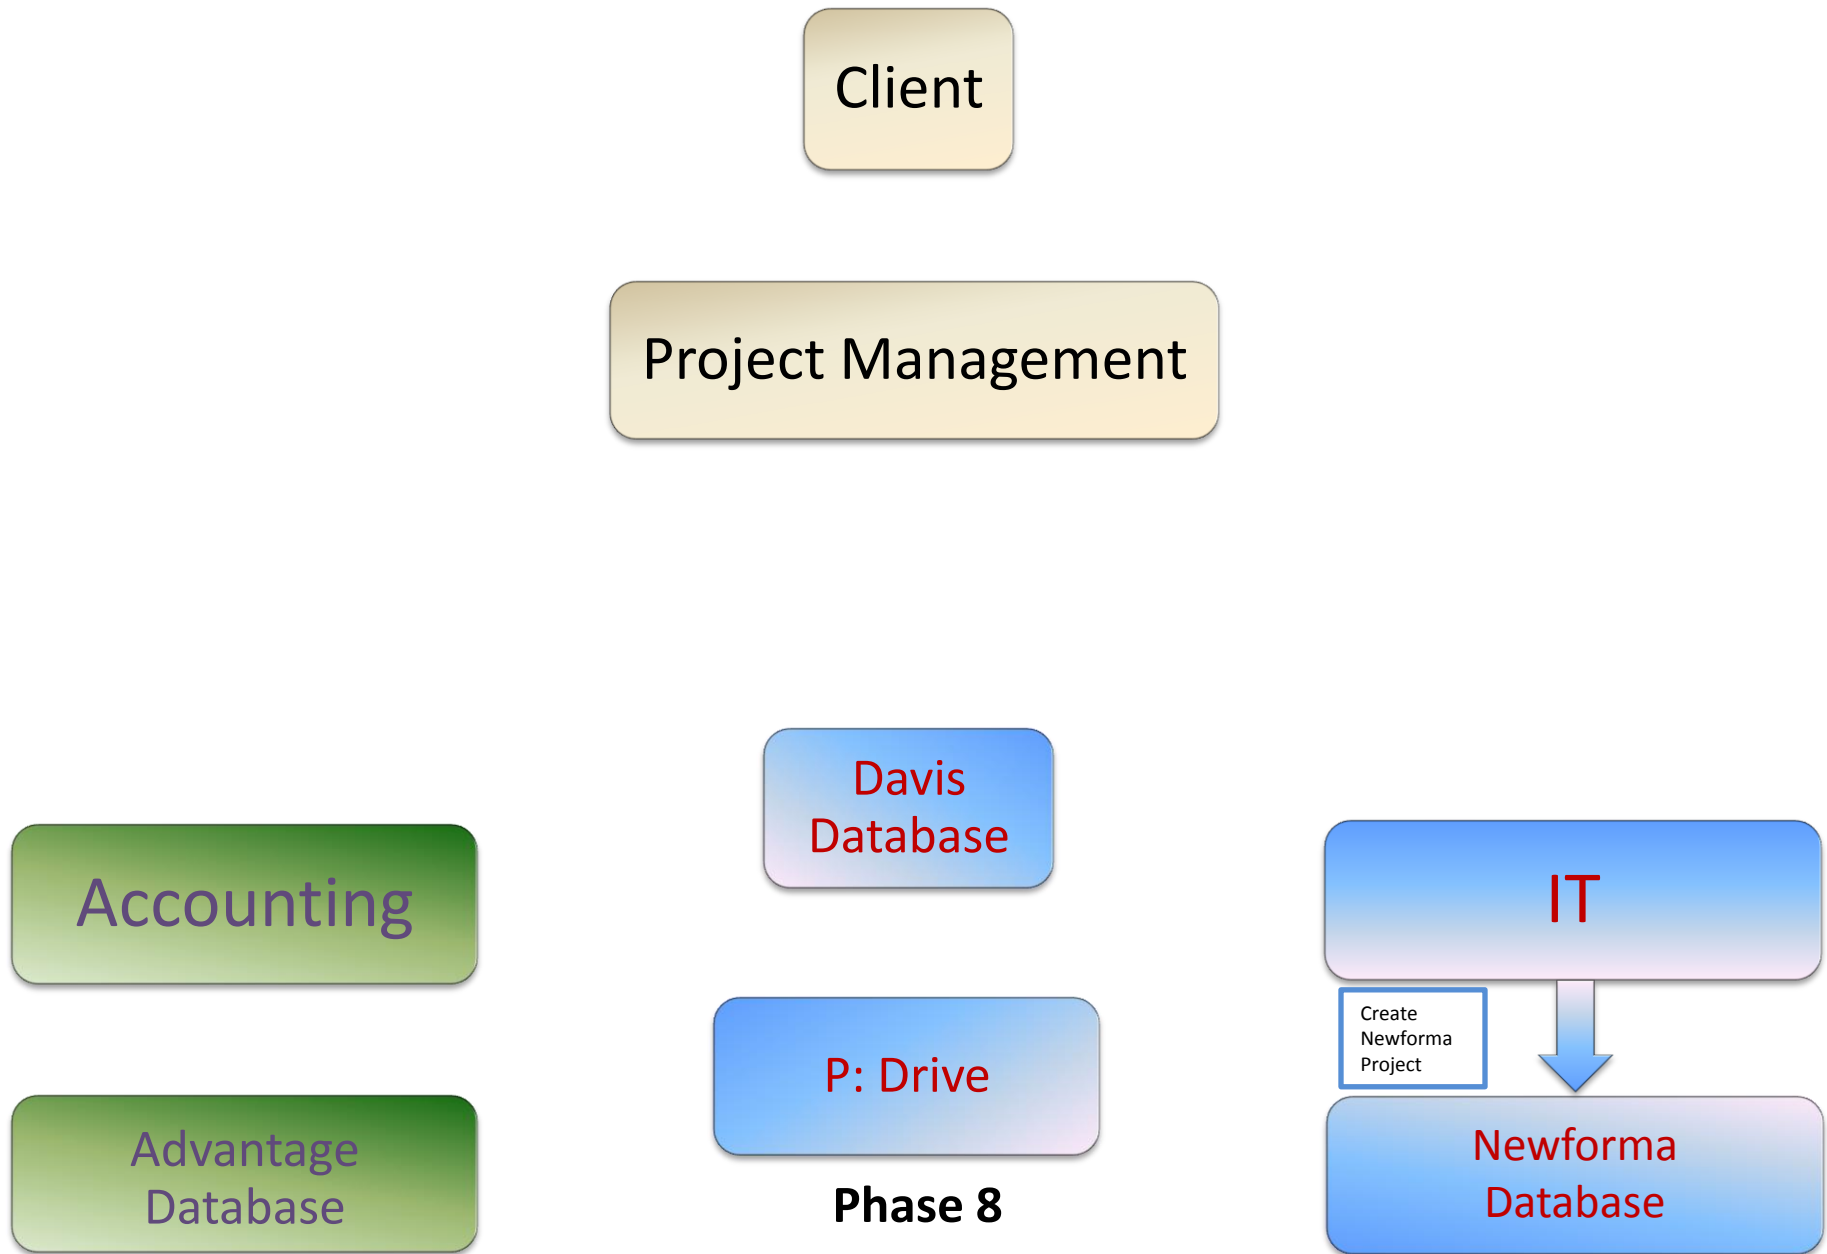 Client
Project Management
Davis
Database
Accounting
IT
Create
Newforma
Project
P: Drive
Advantage
Database
Newforma
Database
Phase 8